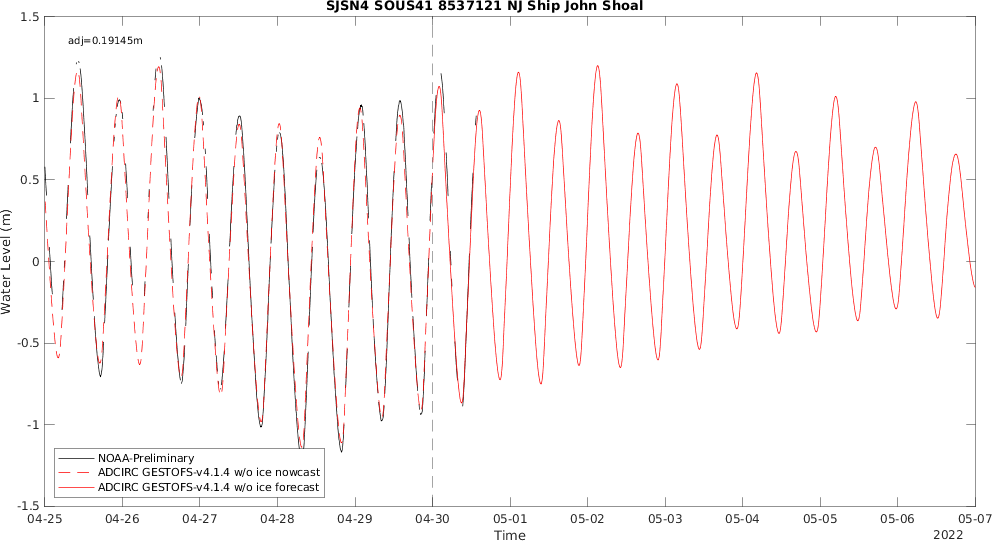 SJSN4 SOUS41 8537121 NJ Ship John Shoal
adj=0.19145m
1.5
1
0.5
0
-0.5
-1
-1.5
Water Level (m)
NOAA-Preliminary
ADCIRC GESTOFS-v4.1.4 w/o ice nowcast
ADCIRC GESTOFS-v4.1.4 w/o ice forecast
04-25 04-26 04-27 04-28 04-29 04-30 05-01 05-02 05-03 05-04 05-05 05-06 05-07
Time
2022